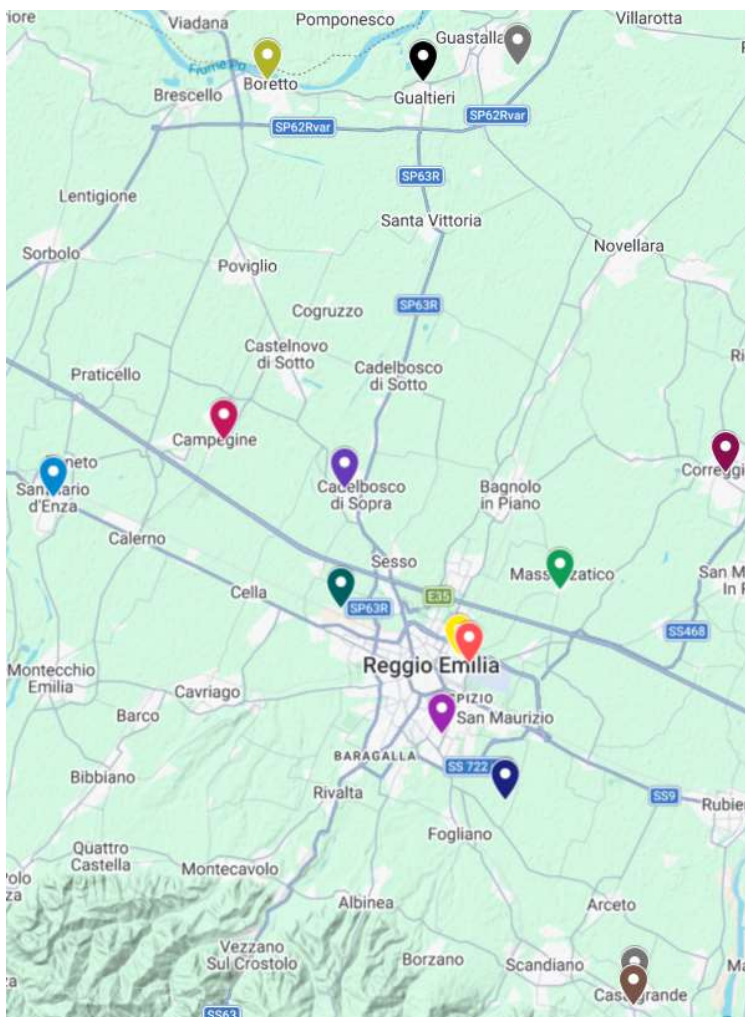 Viadana
Pomponesco
Villarotta
Guastalla
Fiume Po
Boretto
Gualtieri
Brescello
SP62Rvar
SP62Rvar
SP63R
Lentigione
Santa Vittoria
Novellara
Sorbolo
Poviglio
SP63R
Cogruzzo
Castelnovo
di Sotto
Cadelbosco
di Sotto
Praticello
Campegine
Cadelbosco
di Sopra
Bagnolo
in Piano
d'Enza
Calerno
Sesso
Cella
E35
SP63R
SS468
Reggio Emilia
Montecchio
Emilia
Cavriago
San Maurizio
Barco
BARAGALLA
SS 722
Bibbiano
Rivalta
SS9
Fogliano
Quattro
Castella
Montecavolo
Albinea
Arceto
Vezzano
Sul Crostolo
Borzano
Scandiano
SS63